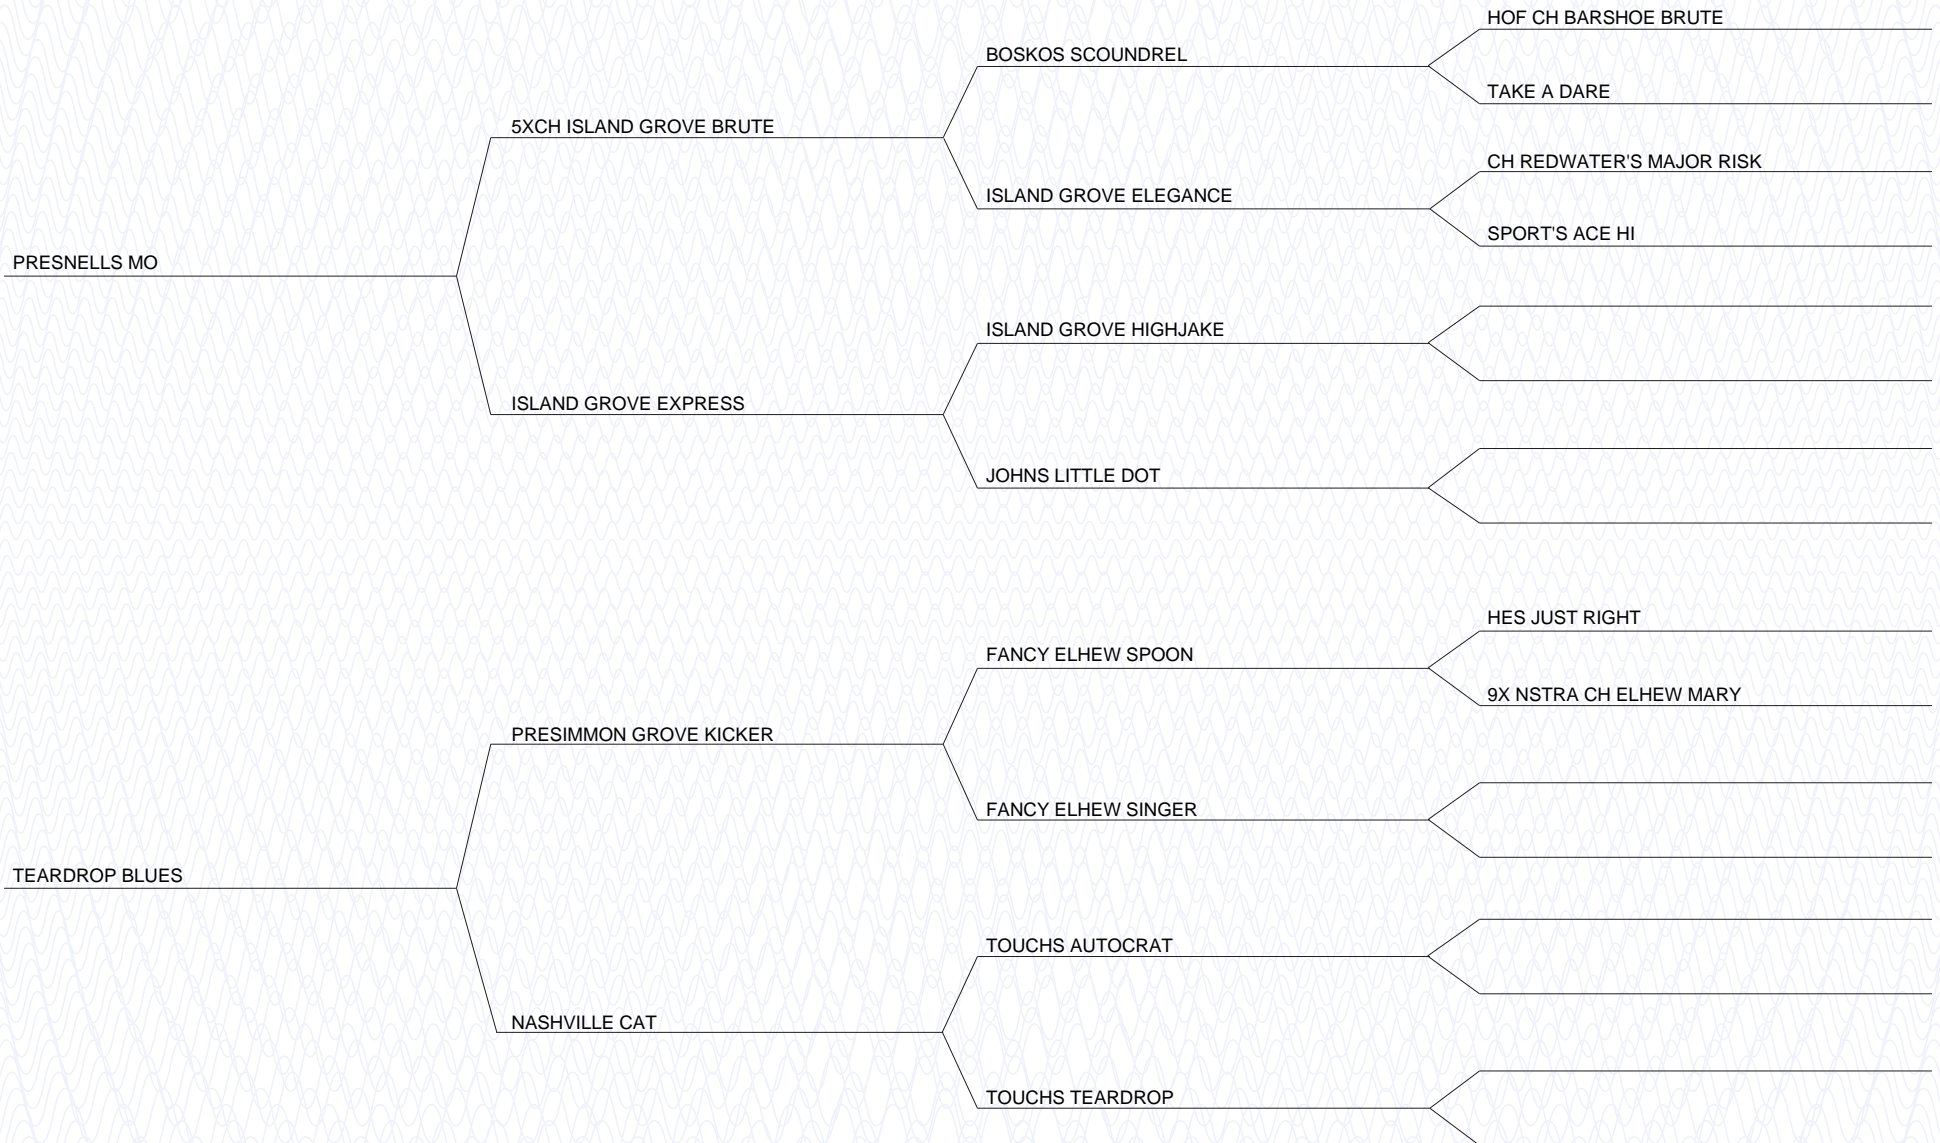 HOF CH BARSHOE BRUTE
BOSKOS SCOUNDREL
TAKE A DARE
5XCH ISLAND GROVE BRUTE
CH REDWATER'S MAJOR RISK
ISLAND GROVE ELEGANCE
SPORT'S ACE HI
PRESNELLS MO
ISLAND GROVE HIGHJAKE
ISLAND GROVE EXPRESS
JOHNS LITTLE DOT
HES JUST RIGHT
FANCY ELHEW SPOON
9X NSTRA CH ELHEW MARY
PRESIMMON GROVE KICKER
FANCY ELHEW SINGER
TEARDROP BLUES
TOUCHS AUTOCRAT
NASHVILLE CAT
TOUCHS TEARDROP